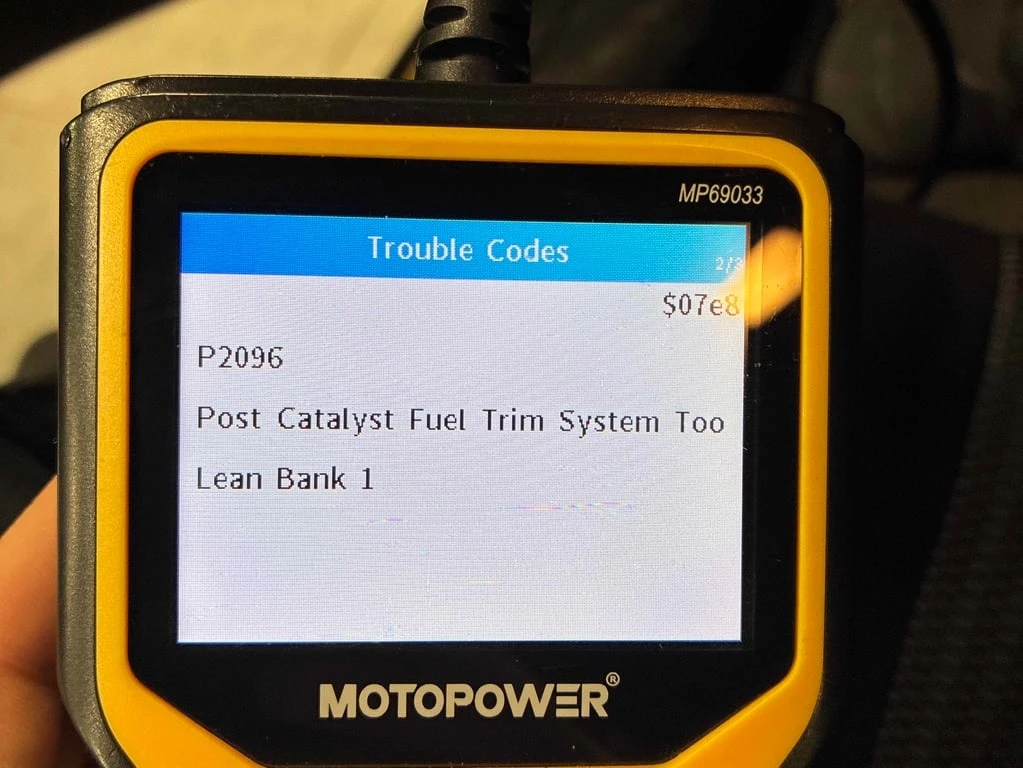 MP69033
Trouble Codes
2/3
$07e8
P2096
Post Catalyst Fuel Trim System Too
Lean Bank 1
MOTOPOWER®